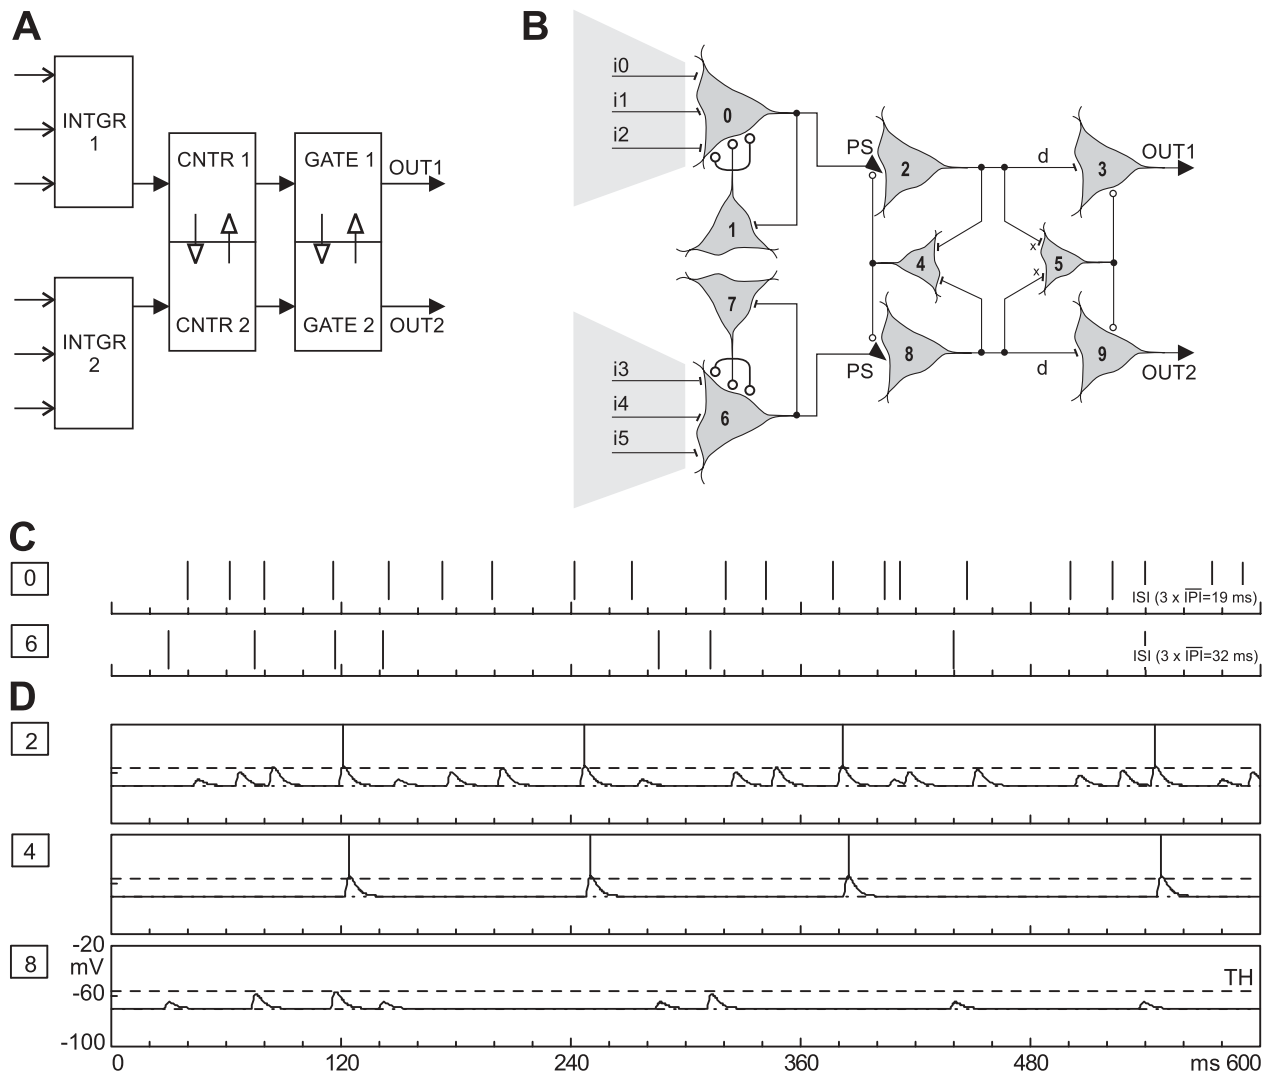 A
INTGR
1
CNTR 1
GATE 1
OUT1
INTGR
2
CNTR 2
GATE 2
OUT2
B
i0
i1
i2
0
1
7
i3
i4
i5
6
PS
2
d
3
OUT1
4
x
x
5
PS
8
d
9
OUT2
C
0
ISI (3 x IPI=19 ms)
6
ISI (3 x IPI=32 ms)
D
2
4
8
-20
mV
-60
-100
TH
0 120 240 360 480 ms 600